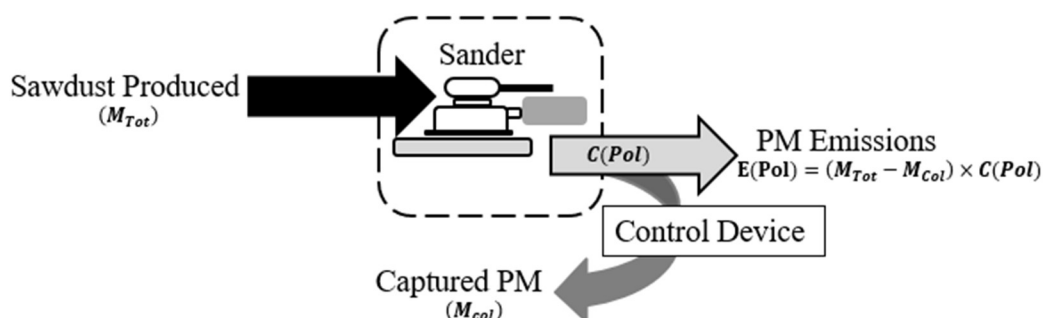 Sander
Sawdust Produced
(M_Tot)
C(Pol)
PM Emissions
E(Pol) = (M_Tot − M_Col) × C(Pol)
Control Device
Captured PM
(M_col)